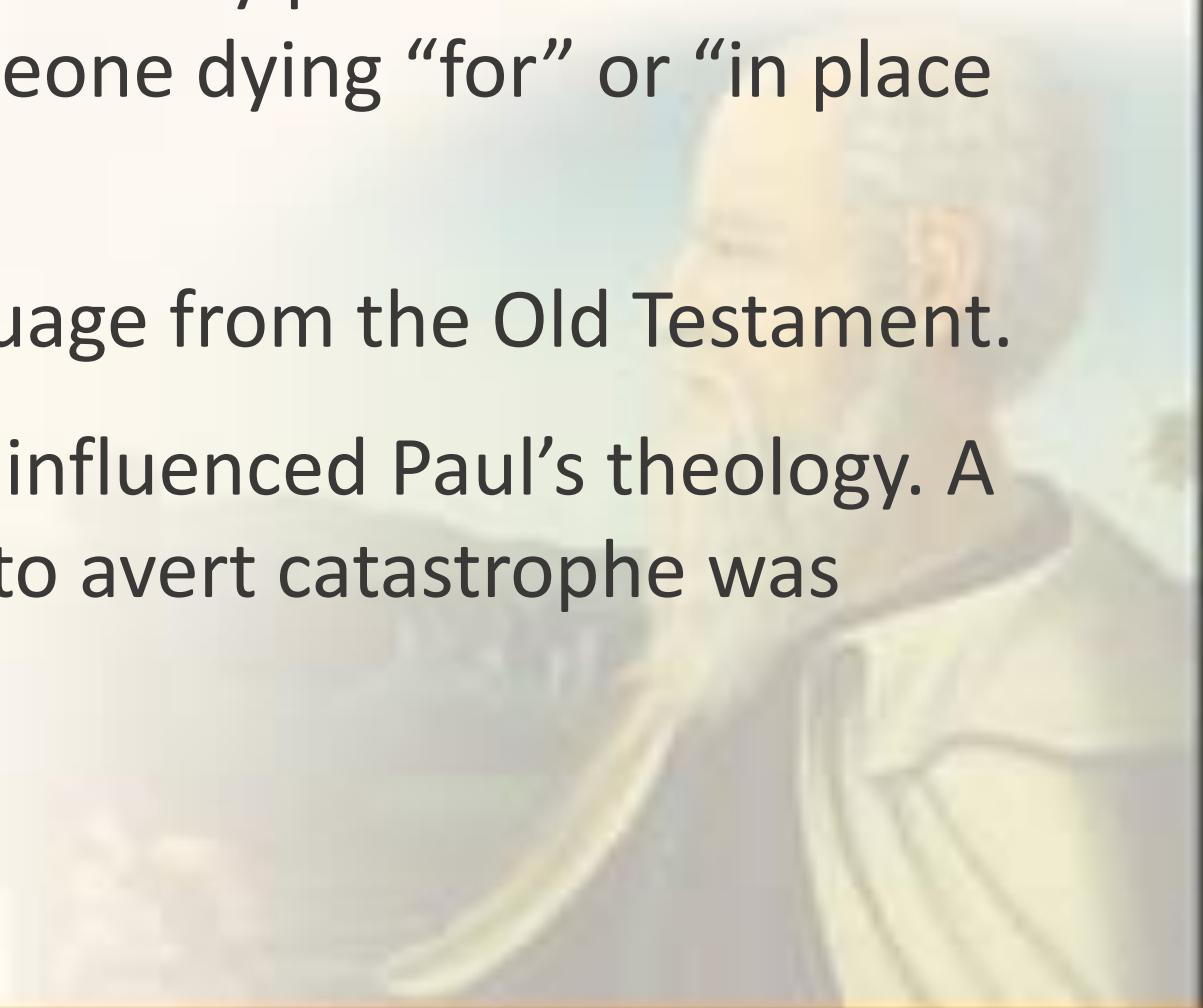 eone dying “for” or “in place
uage from the Old Testament.
influenced Paul’s theology. A
to avert catastrophe was